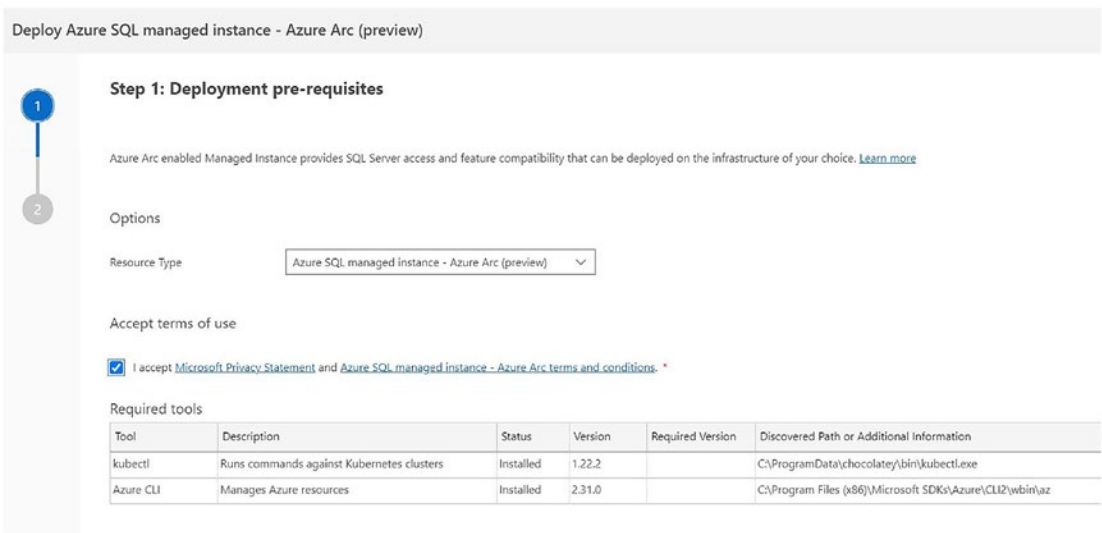 Deploy Azure SQL managed instance - Azure Arc (preview)
1
Step 1: Deployment pre-requisites
Azure Arc enabled Managed Instance provides SQL Server access and feature compatibility that can be deployed on the infrastructure of your choice. Learn more
2
Options
Resource Type Azure SQL managed instance - Azure Arc (preview)
Accept terms of use
I accept Microsoft Privacy Statement and Azure SQL managed instance - Azure Arc terms and conditions. *
Required tools
Tool Description Status Version Required Version Discovered Path or Additional Information
kubectl Runs commands against Kubernetes clusters Installed 1.22.2 C:\ProgramData\chocolatey\bin\kubectl.exe
Azure CLI Manages Azure resources Installed 2.31.0 C:\Program Files (x86)\Microsoft SDKs\Azure\CLI2\wbin\az